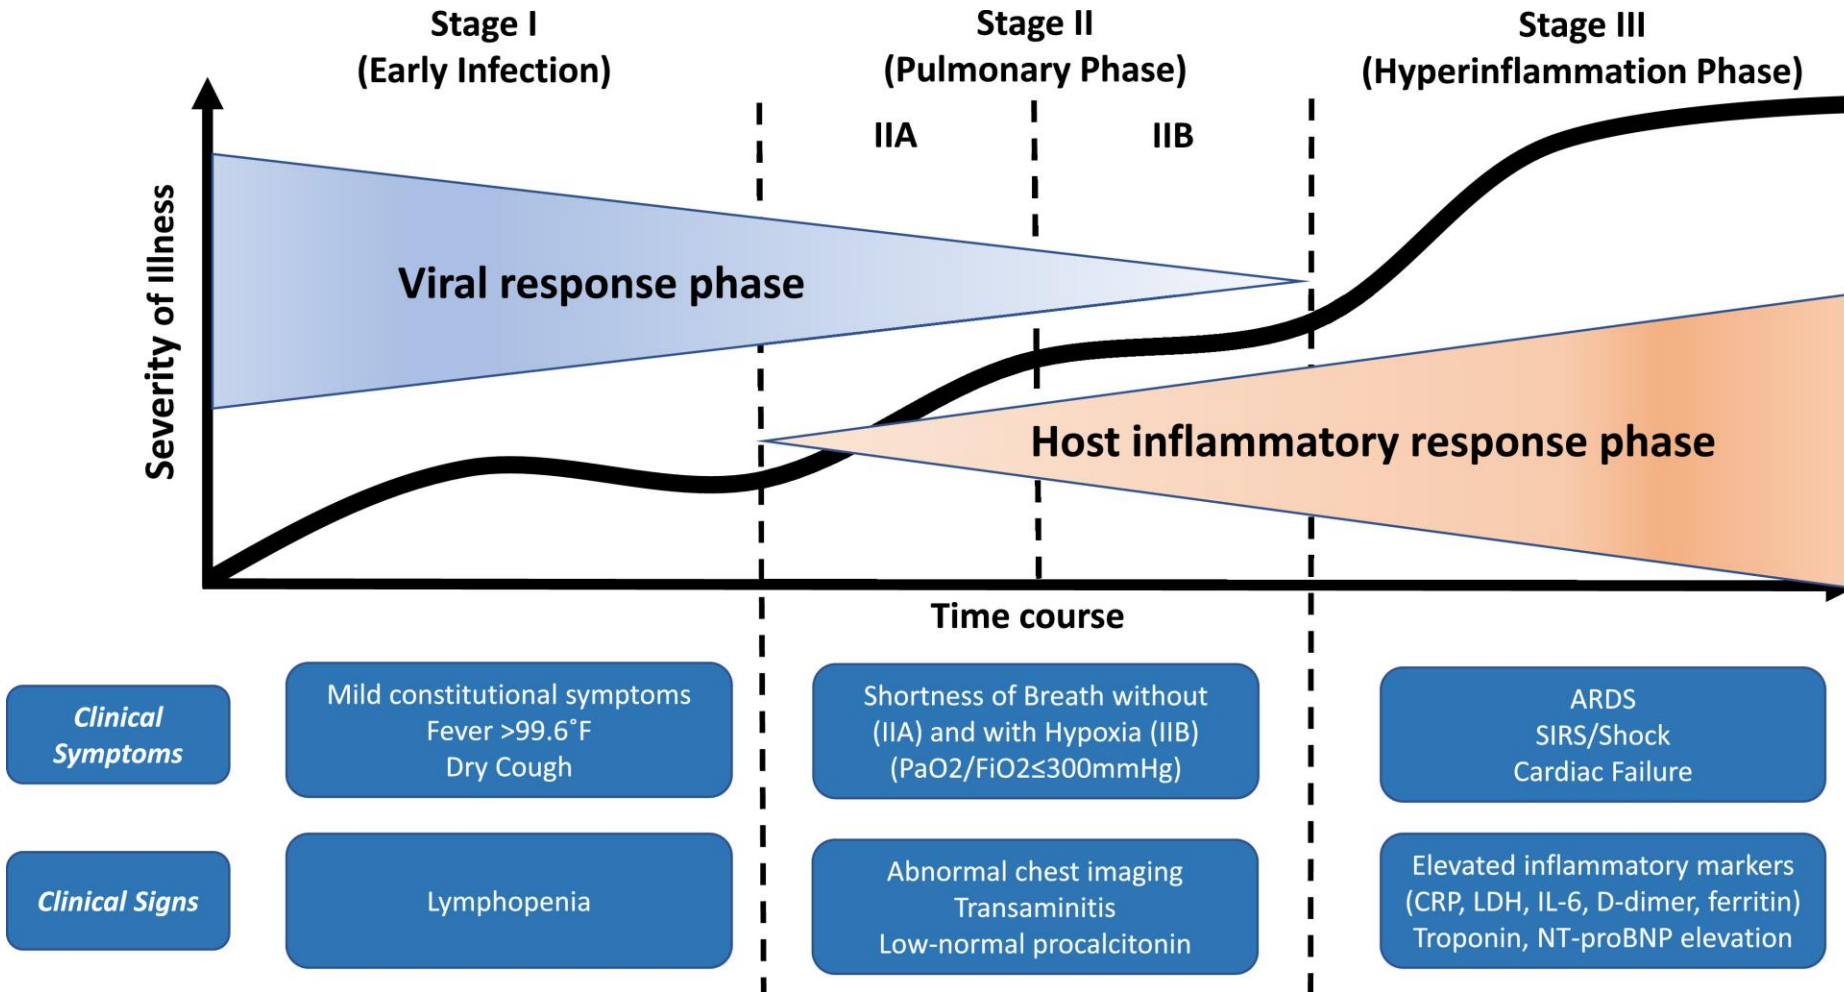 Stage I
(Early Infection)
Stage II
(Pulmonary Phase)
Stage III
(Hyperinflammation Phase)
IIA
IIB
Severity of Illness
Viral response phase
Host inflammatory response phase
Time course
Clinical
Symptoms
Mild constitutional symptoms
Fever >99.6°F
Dry Cough
Shortness of Breath without
(IIA) and with Hypoxia (IIB)
(PaO2/FiO2≤300mmHg)
ARDS
SIRS/Shock
Cardiac Failure
Clinical Signs
Lymphopenia
Abnormal chest imaging
Transaminitis
Low-normal procalcitonin
Elevated inflammatory markers
(CRP, LDH, IL-6, D-dimer, ferritin)
Troponin, NT-proBNP elevation